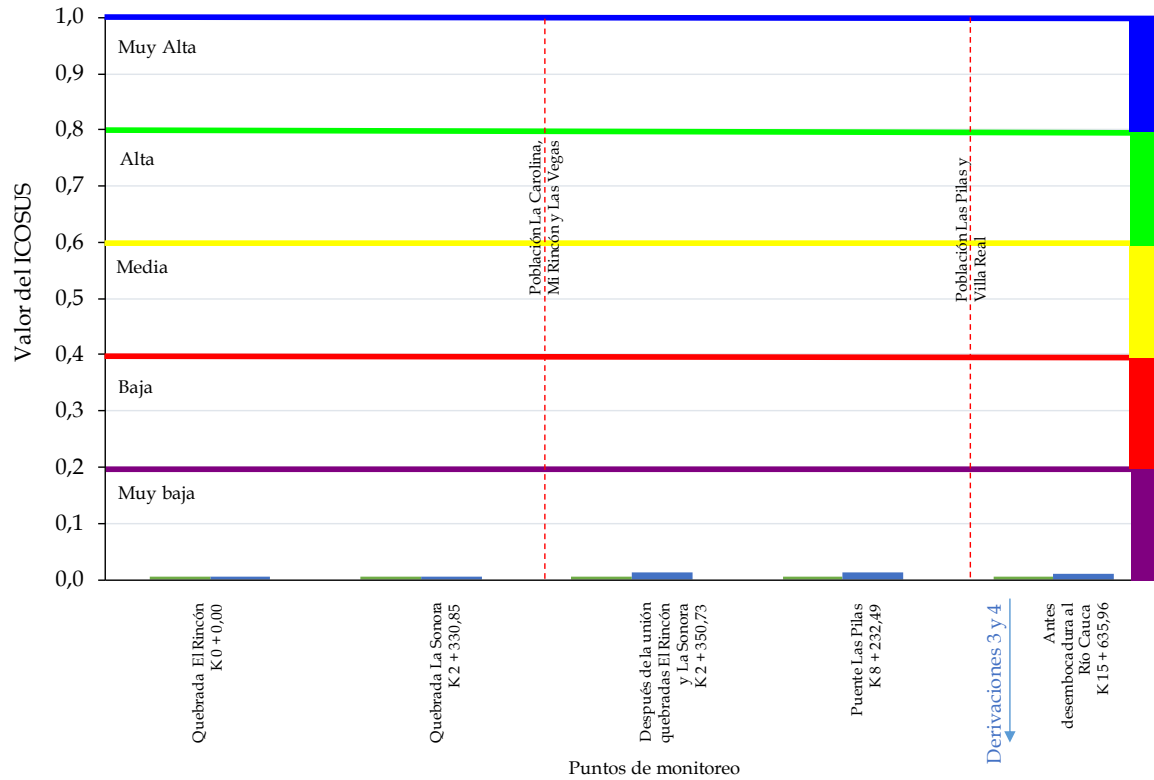 Valor del ICOSUS
1,0
0,9
0,8
0,7
0,6
0,5
0,4
0,3
0,2
0,1
0,0
Muy Alta
Alta
Media
Baja
Muy baja
Población La Carolina,
Mi Rincón y Las Vegas
Población Las Pilas y
Villa Real
Quebrada El Rincón
K 0 + 0,00
Quebrada La Sonora
K 2 + 330,85
Después de la unión
quebradas El Rincón
y La Sonora
K 2 + 350,73
Puente Las Pilas
K 8 + 232,49
Derivaciones 3 y 4
Antes
desembocadura al
Río Cauca
K 15 + 635,96
Puntos de monitoreo